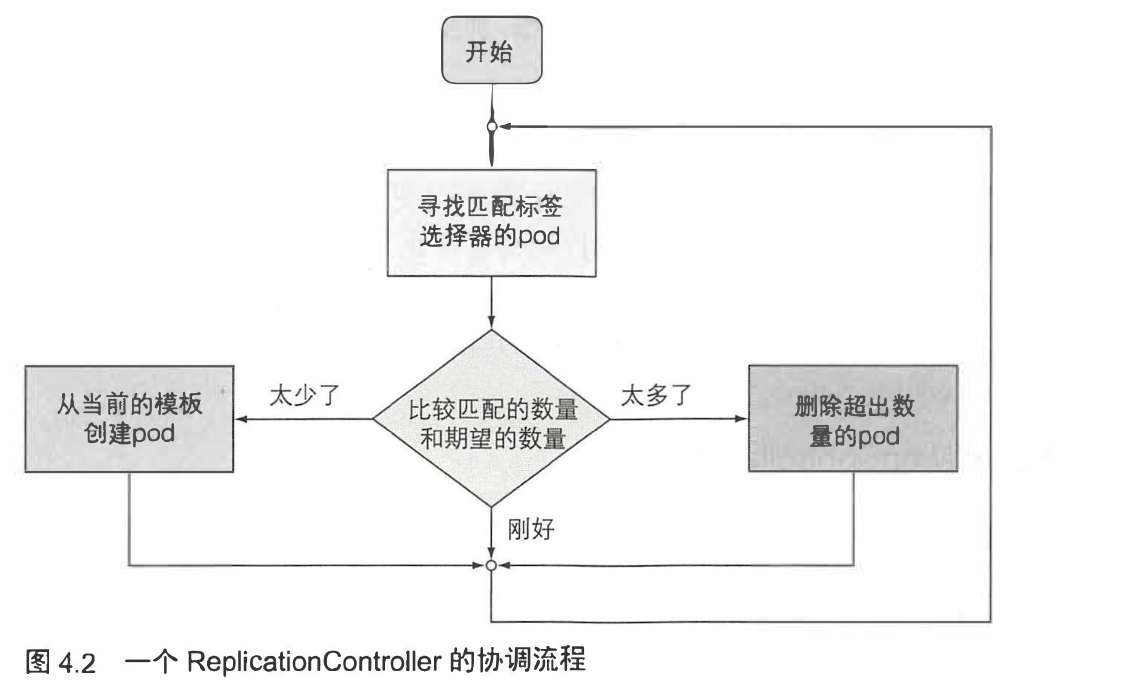 开始
寻找匹配标签
选择器的pod
太少了
太多了
从当前的模板
创建pod
比较匹配的数量
和期望的数量
删除超出数
量的pod
刚好
图 4.2 一个 ReplicationController 的协调流程